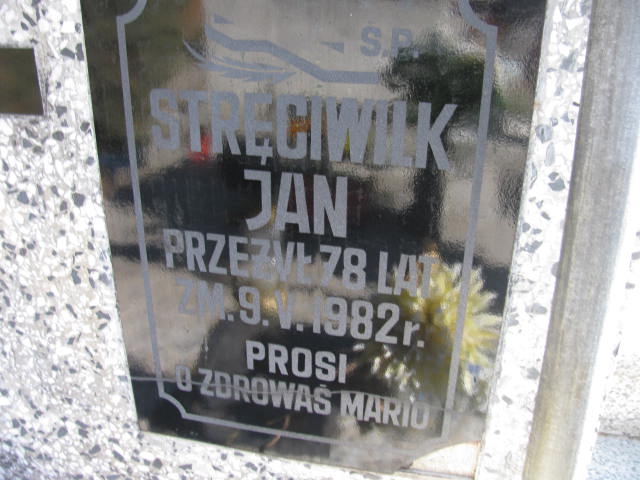 Ś.P.
STRĘCIWILK
JAN
PRZEŻYŁ 78 LAT
ZM. 9. V. 1982 r.
PROSI
O ZDROWAŚ MARIO